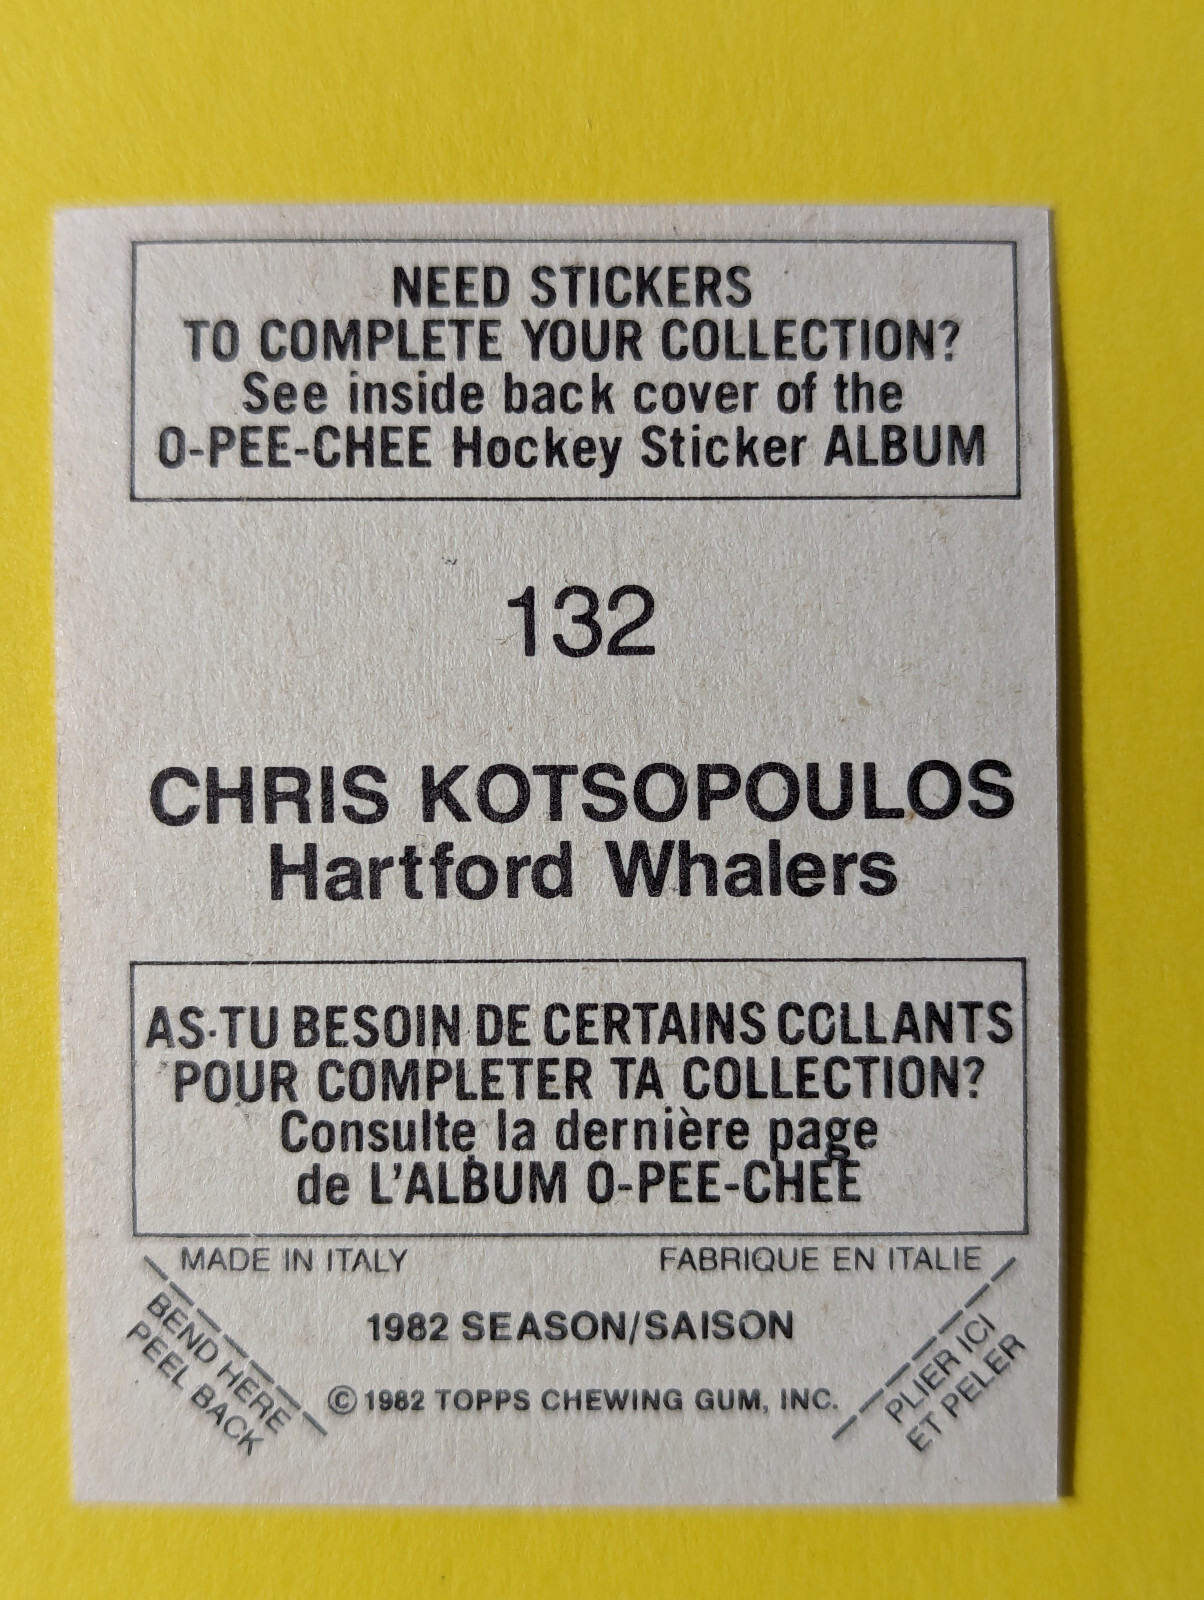 NEED STICKERS
TO COMPLETE YOUR COLLECTION?
See inside back cover of the
O-PEE-CHEE Hockey Sticker ALBUM
132
CHRIS KOTSOPOULOS
Hartford Whalers
AS-TU BESOIN DE CERTAINS COLLANTS
POUR COMPLETER TA COLLECTION?
Consulte la dernière page
de L'ALBUM O-PEE-CHEE
MADE IN ITALY
FABRIQUE EN ITALIE
BEND HERE
PEEL BACK
1982 SEASON/SAISON
© 1982 TOPPS CHEWING GUM, INC.
PLIER ICI
ET PELER